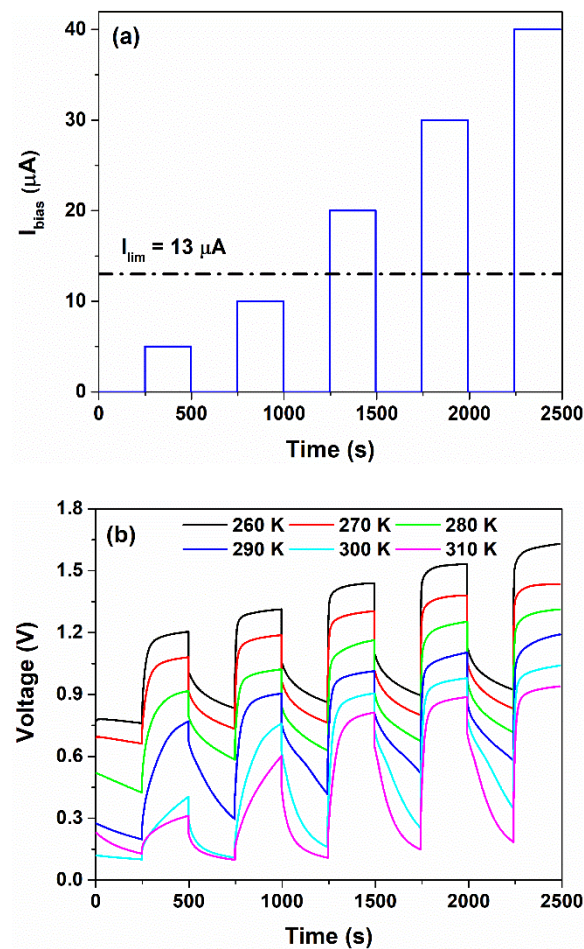 (a)
40
30
20
10
0
I_bias (µA)
I_lim = 13 µA
0 500 1000 1500 2000 2500
Time (s)
(b)
260 K 270 K 280 K
290 K 300 K 310 K
1.8
1.5
1.2
0.9
0.6
0.3
0.0
Voltage (V)
0 500 1000 1500 2000 2500
Time (s)